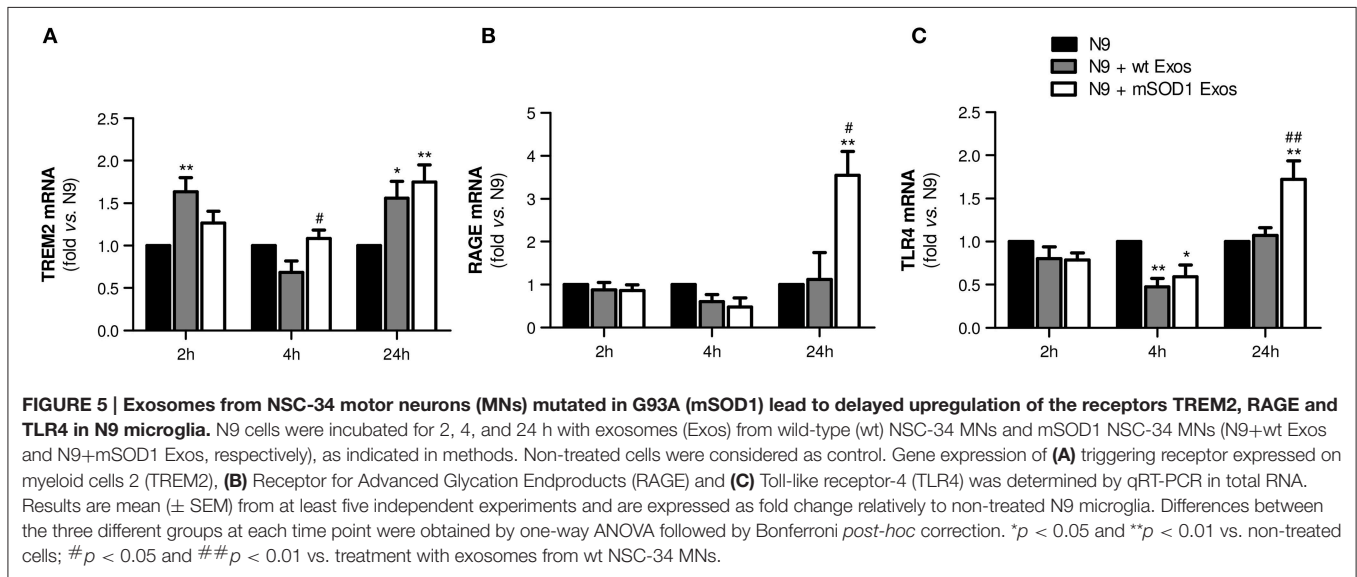 A
B
C
N9
N9 + wt Exos
N9 + mSOD1 Exos
TREM2 mRNA
(fold vs. N9)
2.5
2.0
1.5
1.0
0.5
0.0
**
#
*
**
2h
4h
24h
RAGE mRNA
(fold vs. N9)
5
4
3
2
1
0
#
**
2h
4h
24h
TLR4 mRNA
(fold vs. N9)
2.5
2.0
1.5
1.0
0.5
0.0
**
*
##
**
2h
4h
24h
FIGURE 5 | Exosomes from NSC-34 motor neurons (MNs) mutated in G93A (mSOD1) lead to delayed upregulation of the receptors TREM2, RAGE and
TLR4 in N9 microglia. N9 cells were incubated for 2, 4, and 24 h with exosomes (Exos) from wild-type (wt) NSC-34 MNs and mSOD1 NSC-34 MNs (N9+wt Exos
and N9+mSOD1 Exos, respectively), as indicated in methods. Non-treated cells were considered as control. Gene expression of (A) triggering receptor expressed on
myeloid cells 2 (TREM2), (B) Receptor for Advanced Glycation Endproducts (RAGE) and (C) Toll-like receptor-4 (TLR4) was determined by qRT-PCR in total RNA.
Results are mean (± SEM) from at least five independent experiments and are expressed as fold change relatively to non-treated N9 microglia. Differences between
the three different groups at each time point were obtained by one-way ANOVA followed by Bonferroni post-hoc correction. *p < 0.05 and **p < 0.01 vs. non-treated
cells; #p < 0.05 and ##p < 0.01 vs. treatment with exosomes from wt NSC-34 MNs.